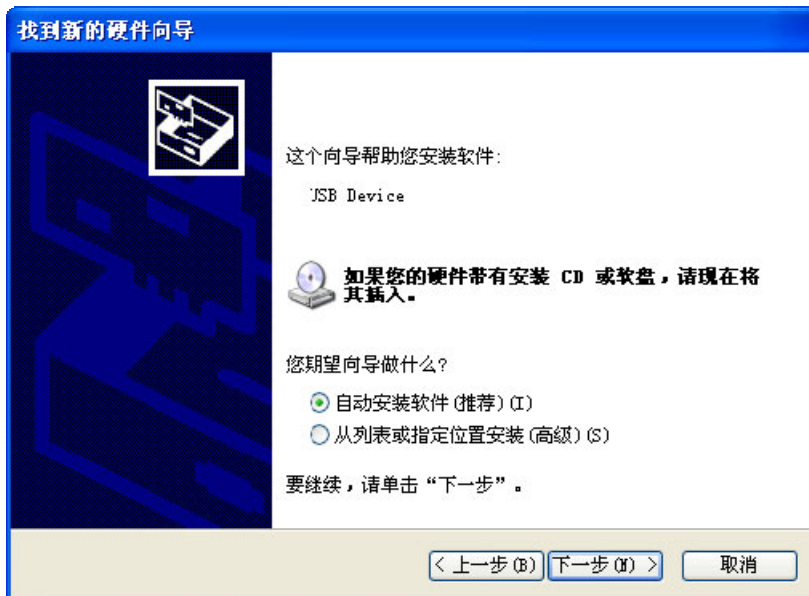 找到新的硬件向导
这个向导帮助您安装软件:
USB Device
如果您的硬件带有安装 CD 或软盘，请现在将
其插入。
您期望向导做什么?
自动安装软件(推荐)(I)
从列表或指定位置安装(高级)(S)
要继续，请单击“下一步”。
< 上一步(B)
下一步(N) >
取消